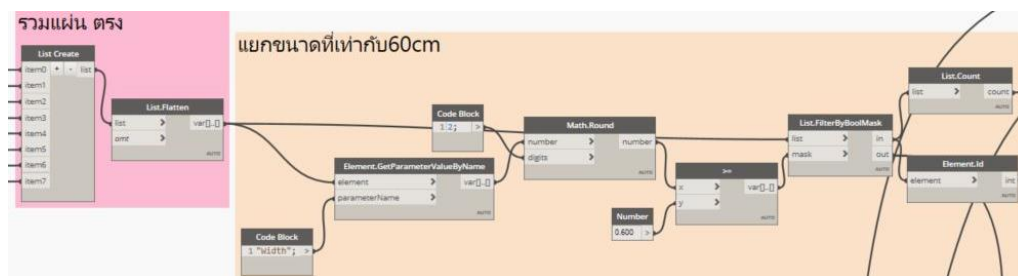 รวมแผ่น ตรง
List Create
item0 + - list
item1
item2
item3
item4
item5
item6
item7
List.Flatten
list > var[]..[]
amt >
AUTO
แยกขนาดที่เท่ากับ60cm
Code Block
1 2; >
Element.GetParameterValueByName
element > var[]..[]
parameterName >
AUTO
Code Block
1 "Width"; >
Math.Round
number > number
digits >
AUTO
>=
x > var[]..[]
y >
AUTO
Number
0.600 >
List.FilterByBoolMask
list > in
mask > out
AUTO
List.Count
list > count
AUTO
Element.Id
element > int
AUTO